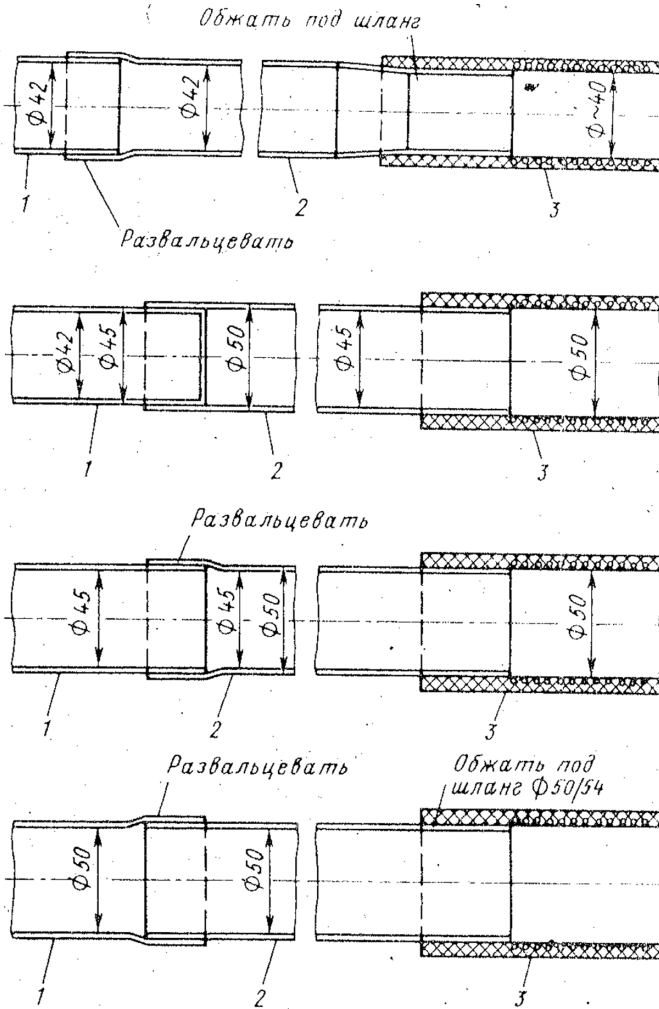 Обжать под шланг
Ф42
Ф42
Ф~40
1
2
3
Развальцевать
Ф42
Ф45
Ф50
Ф45
Ф50
1
2
3
Развальцевать
Ф45
Ф45
Ф50
Ф50
1
2
3
Развальцевать
Обжать под
шланг Ф50/54
Ф50
Ф50
1
2
3